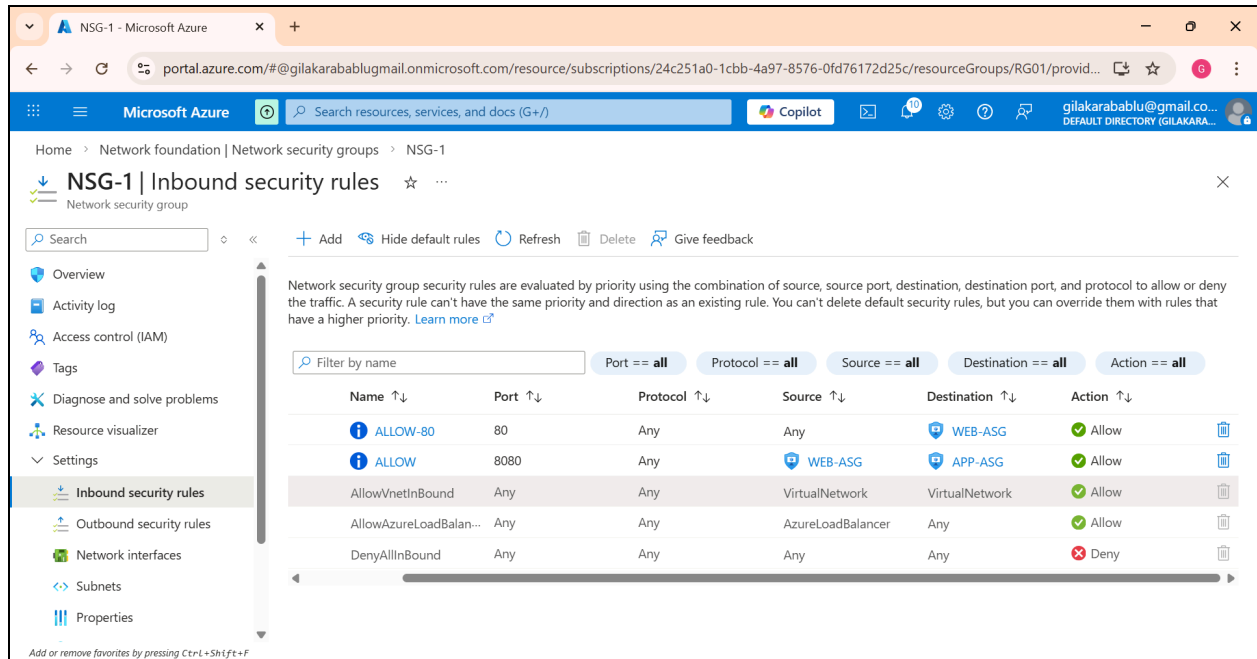 NSG-1 - Microsoft Azure
portal.azure.com/#@gilakarabablugmail.onmicrosoft.com/resource/subscriptions/24c251a0-1cbb-4a97-8576-0fd76172d25c/resourceGroups/RG01/provid...
G
Microsoft Azure
Search resources, services, and docs (G+/)
Copilot
10
gilakarabablu@gmail.co...
DEFAULT DIRECTORY (GILAKARA...
Home > Network foundation | Network security groups > NSG-1
NSG-1 | Inbound security rules ☆ ...
Network security group
Search
+ Add Hide default rules Refresh Delete Give feedback
Overview
Activity log
Access control (IAM)
Tags
Diagnose and solve problems
Resource visualizer
Settings
Inbound security rules
Outbound security rules
Network interfaces
Subnets
Properties
Add or remove favorites by pressing Ctrl+Shift+F
Network security group security rules are evaluated by priority using the combination of source, source port, destination, destination port, and protocol to allow or deny
the traffic. A security rule can't have the same priority and direction as an existing rule. You can't delete default security rules, but you can override them with rules that
have a higher priority. Learn more
Filter by name
Port == all Protocol == all Source == all Destination == all Action == all
Name ↑↓ Port ↑↓ Protocol ↑↓ Source ↑↓ Destination ↑↓ Action ↑↓
ALLOW-80 80 Any Any WEB-ASG Allow
ALLOW 8080 Any WEB-ASG APP-ASG Allow
AllowVnetInBound Any Any VirtualNetwork VirtualNetwork Allow
AllowAzureLoadBalan... Any Any AzureLoadBalancer Any Allow
DenyAllInBound Any Any Any Any Deny